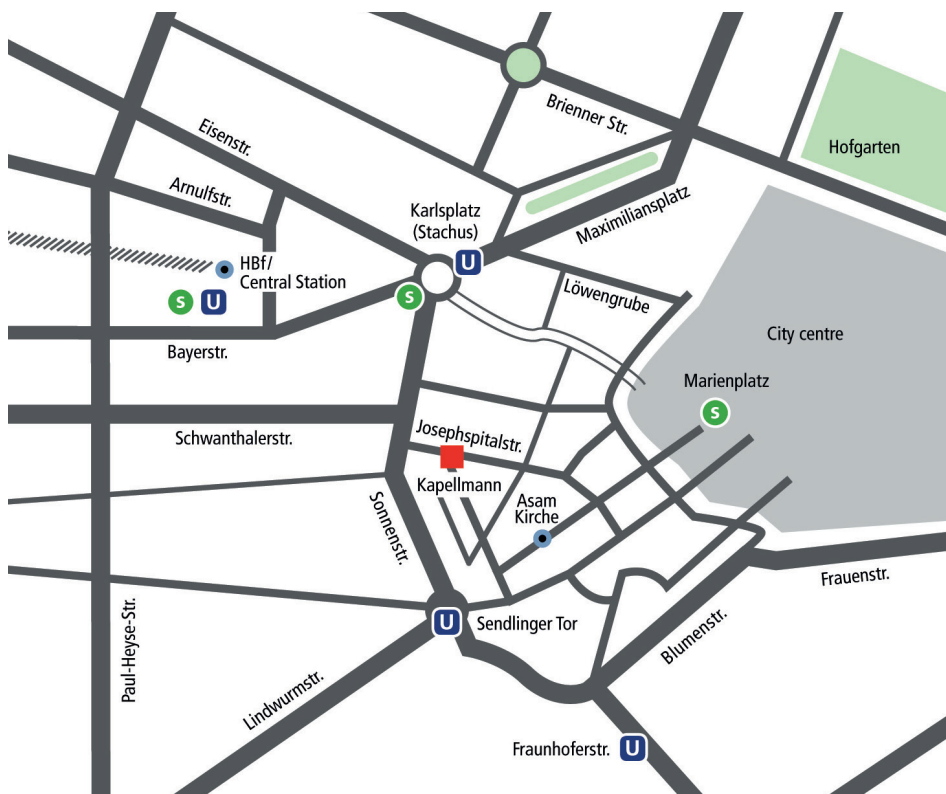 Brienner Str.
Hofgarten
Eisenstr.
Arnulfstr.
Karlsplatz
(Stachus)
Maximiliansplatz
U
HBf/
Central Station
S
U
S
Löwengrube
City centre
Bayerstr.
Marienplatz
S
Schwanthalerstr.
Josephspitalstr.
Kapellmann
Asam
Kirche
Sonnenstr.
Frauenstr.
U
Sendlinger Tor
Blumenstr.
Paul-Heyse-Str.
Lindwurmstr.
Fraunhoferstr.
U